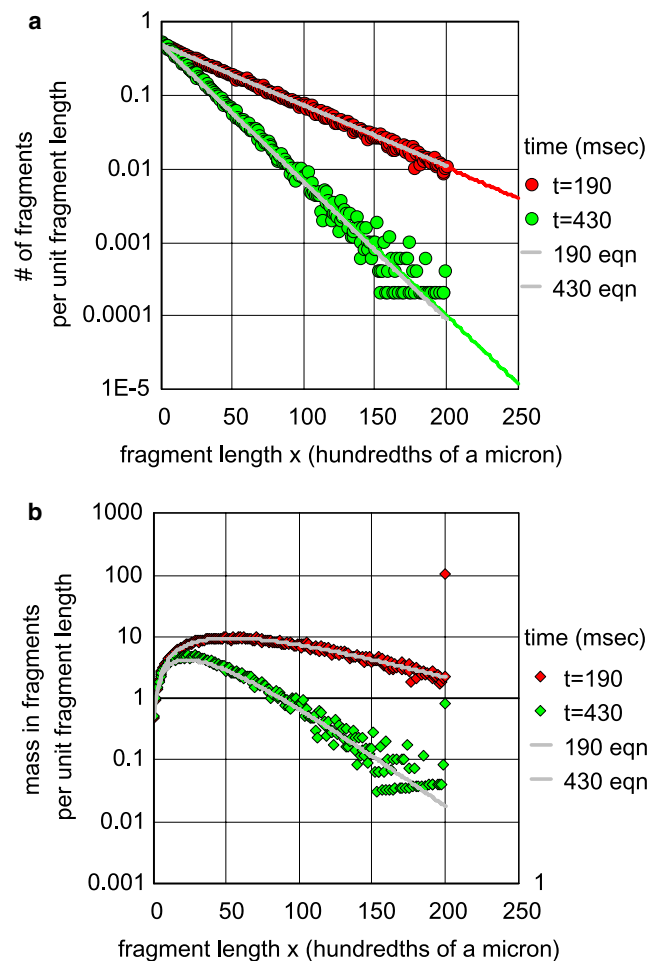 a
1
0.1
0.01
0.001
0.0001
1E-5
# of fragments
per unit fragment length
0 50 100 150 200 250
fragment length x (hundredths of a micron)
time (msec)
t=190
t=430
190 eqn
430 eqn
b
1000
100
10
1
0.1
0.01
0.001
mass in fragments
per unit fragment length
1
0 50 100 150 200 250
fragment length x (hundredths of a micron)
time (msec)
t=190
t=430
190 eqn
430 eqn